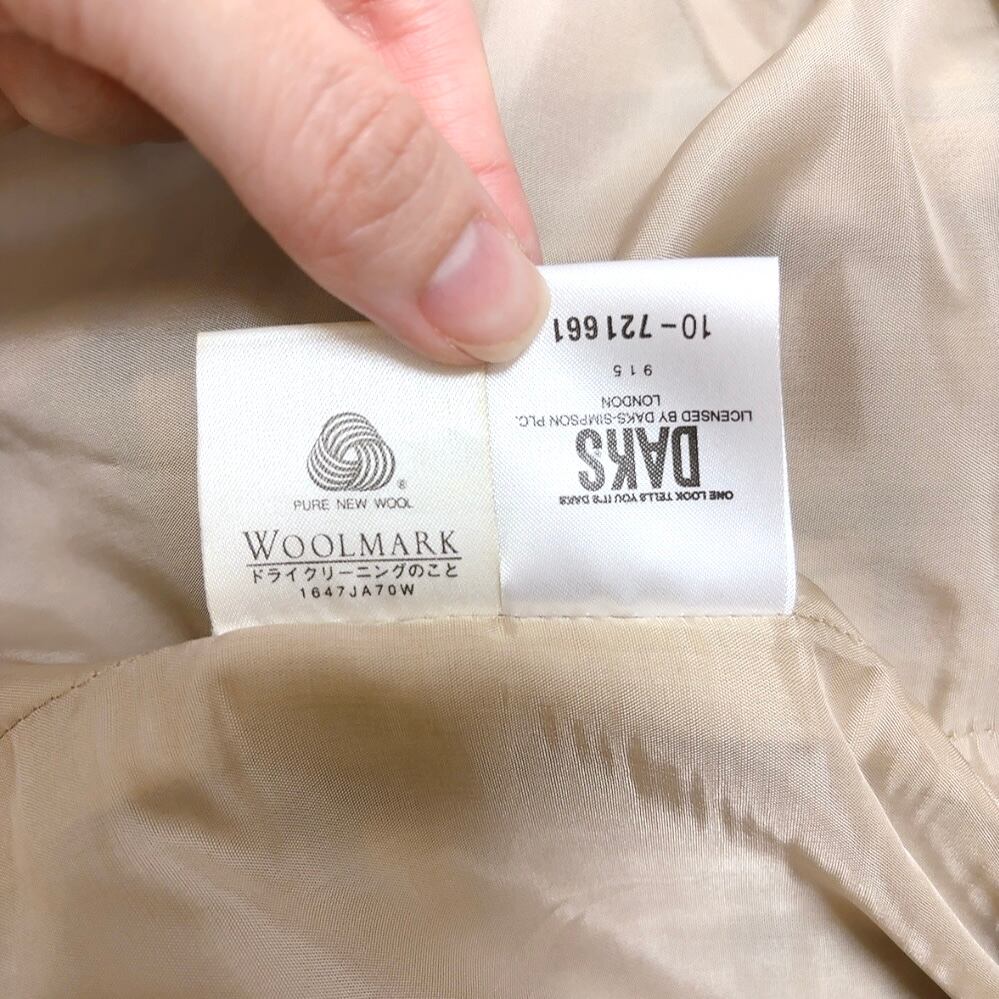 ®
PURE NEW WOOL
WOOLMARK
ドライクリーニングのこと
1647JA70W
ONE LOOK TELLS YOU IT'S DAKS
DAKS®
LICENSED BY DAKS-SIMPSON PLC.
LONDON
915
10-721661